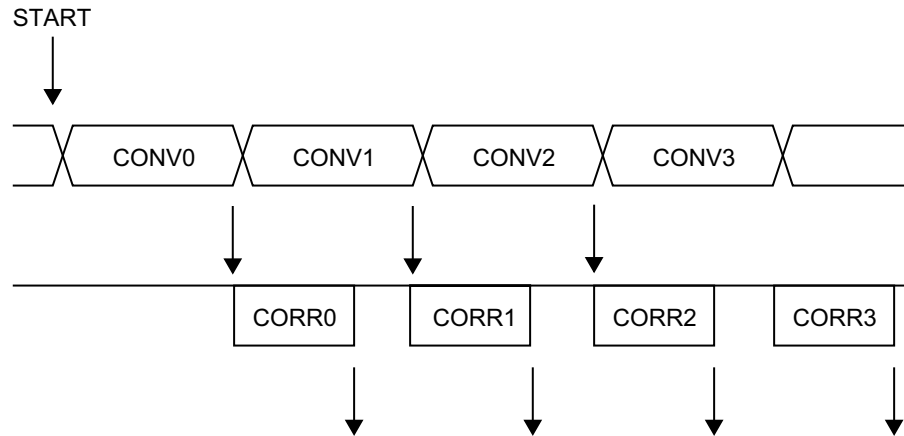 START
CONV0 CONV1 CONV2 CONV3
CORR0 CORR1 CORR2 CORR3